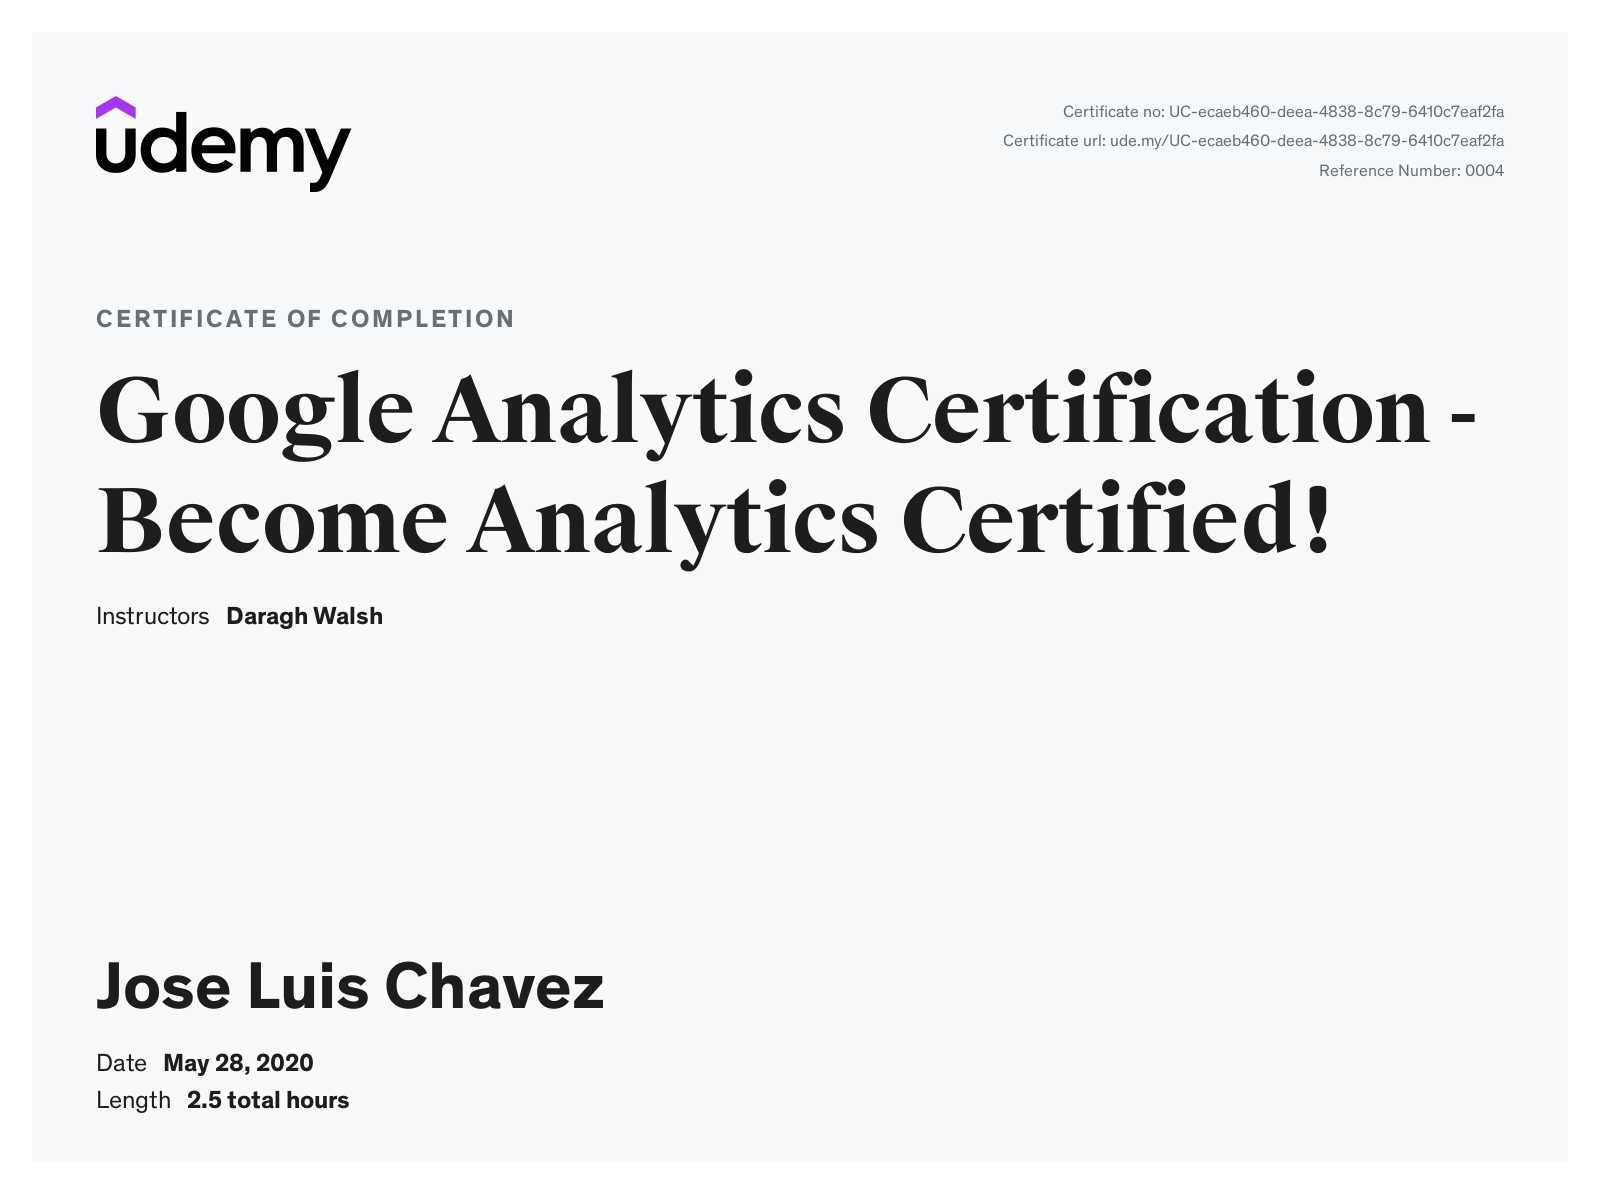 udemy
Certificate no: UC-ecaeb460-deea-4838-8c79-6410c7eaf2fa
Certificate url: ude.my/UC-ecaeb460-deea-4838-8c79-6410c7eaf2fa
Reference Number: 0004
CERTIFICATE OF COMPLETION
Google Analytics Certification -
Become Analytics Certified!
Instructors Daragh Walsh
Jose Luis Chavez
Date May 28, 2020
Length 2.5 total hours